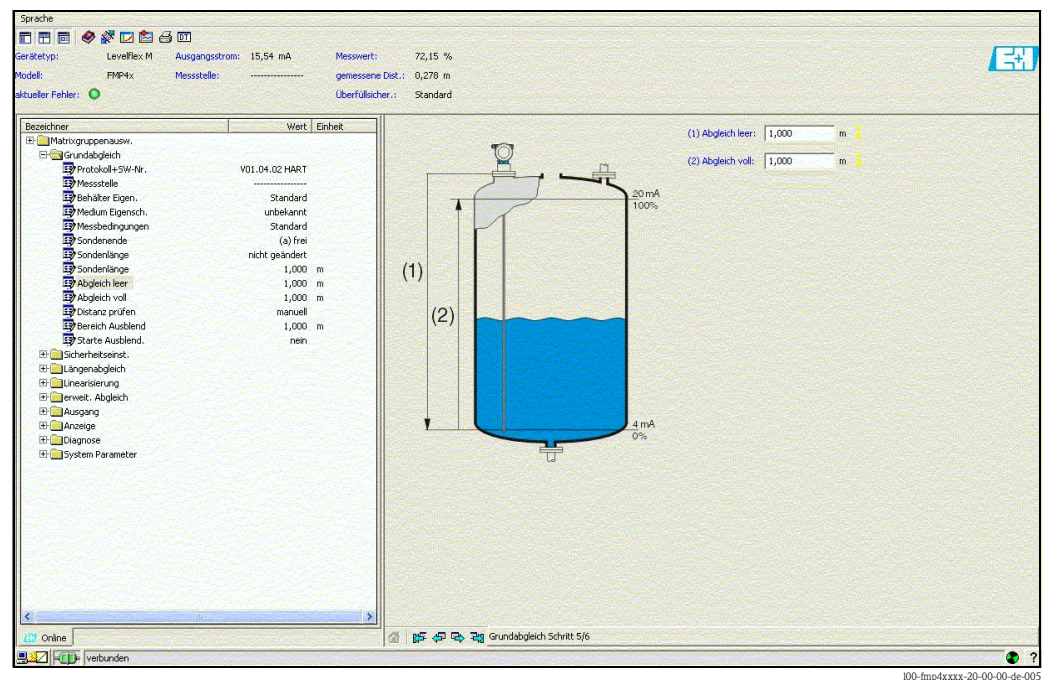 Sprache
DT
Gerätetyp: Levelflex M Ausgangsstrom: 15,54 mA Messwert: 72,15 %
Modell: FMP4x Messstelle: ---------------- gemessene Dist.: 0,278 m
aktueller Fehler: Überfüllsicher.: Standard
E+H
Bezeichner Wert Einheit
Matrixgruppenausw.
Grundabgleich
Protokoll+SW-Nr. V01.04.02 HART
Messstelle ----------------
Behälter Eigen. Standard
Medium Eigensch. unbekannt
Messbedingungen Standard
Sondenende (a) frei
Sondenlänge nicht geändert
Sondenlänge 1,000 m
Abgleich leer 1,000 m
Abgleich voll 1,000 m
Distanz prüfen manuell
Bereich Ausblend 1,000 m
Starte Ausblend. nein
Sicherheitseinst.
Längenabgleich
Linearisierung
erweit. Abgleich
Ausgang
Anzeige
Diagnose
System Parameter
(1) Abgleich leer: 1,000 m
(2) Abgleich voll: 1,000 m
20 mA
100%
(1)
(2)
4 mA
0%
Online
Grundabgleich Schritt 5/6
verbunden
?
l00-fmp4xxxx-20-00-00-de-005